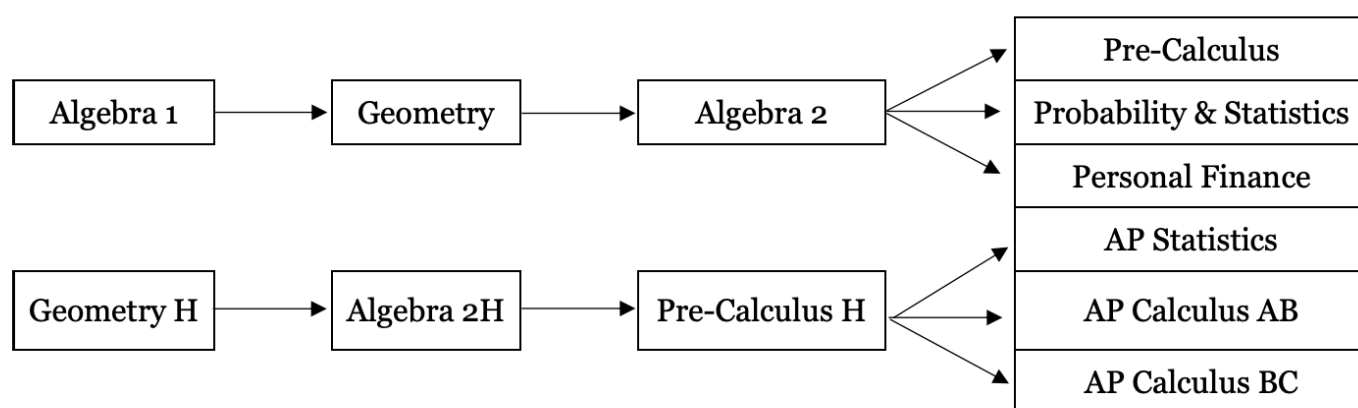 Pre-Calculus
Algebra 1
Geometry
Algebra 2
Probability & Statistics
Personal Finance
AP Statistics
Geometry H
Algebra 2H
Pre-Calculus H
AP Calculus AB
AP Calculus BC